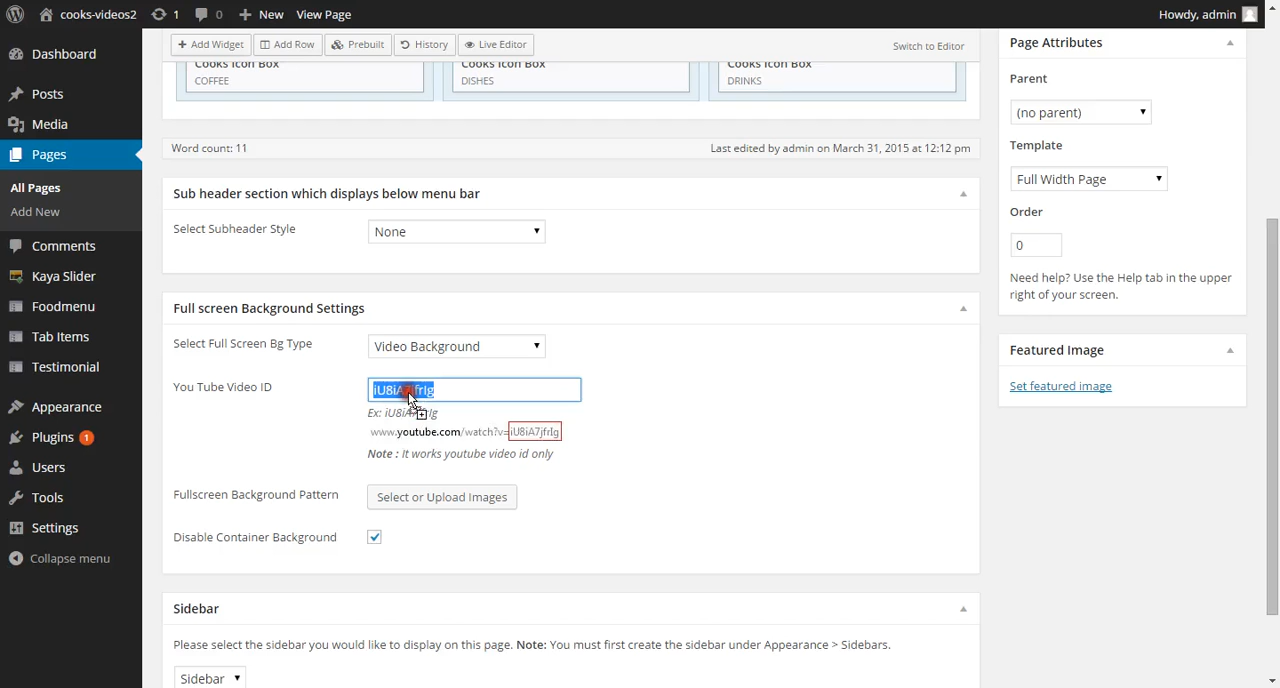 cooks-videos2
1
0
New
View Page
Howdy, admin
Dashboard
Posts
Media
Pages
All Pages
Add New
Comments
Kaya Slider
Foodmenu
Tab Items
Testimonial
Appearance
Plugins 1
Users
Tools
Settings
Collapse menu
Add Widget
Add Row
Prebuilt
History
Live Editor
Switch to Editor
Cooks Icon Box
COFFEE
Cooks Icon Box
DISHES
Cooks Icon Box
DRINKS
Word count: 11
Last edited by admin on March 31, 2015 at 12:12 pm
Sub header section which displays below menu bar
Select Subheader Style
None
Full screen Background Settings
Select Full Screen Bg Type
Video Background
You Tube Video ID
Ex:
www.youtube.com/watch?v=iU8iA7jfrIg
Note : It works youtube video id only
Fullscreen Background Pattern
Select or Upload Images
Disable Container Background
Sidebar
Please select the sidebar you would like to display on this page. Note: You must first create the sidebar under Appearance > Sidebars.
Sidebar
Page Attributes
Parent
(no parent)
Template
Full Width Page
Order
0
Need help? Use the Help tab in the upper
right of your screen.
Featured Image
Set featured image